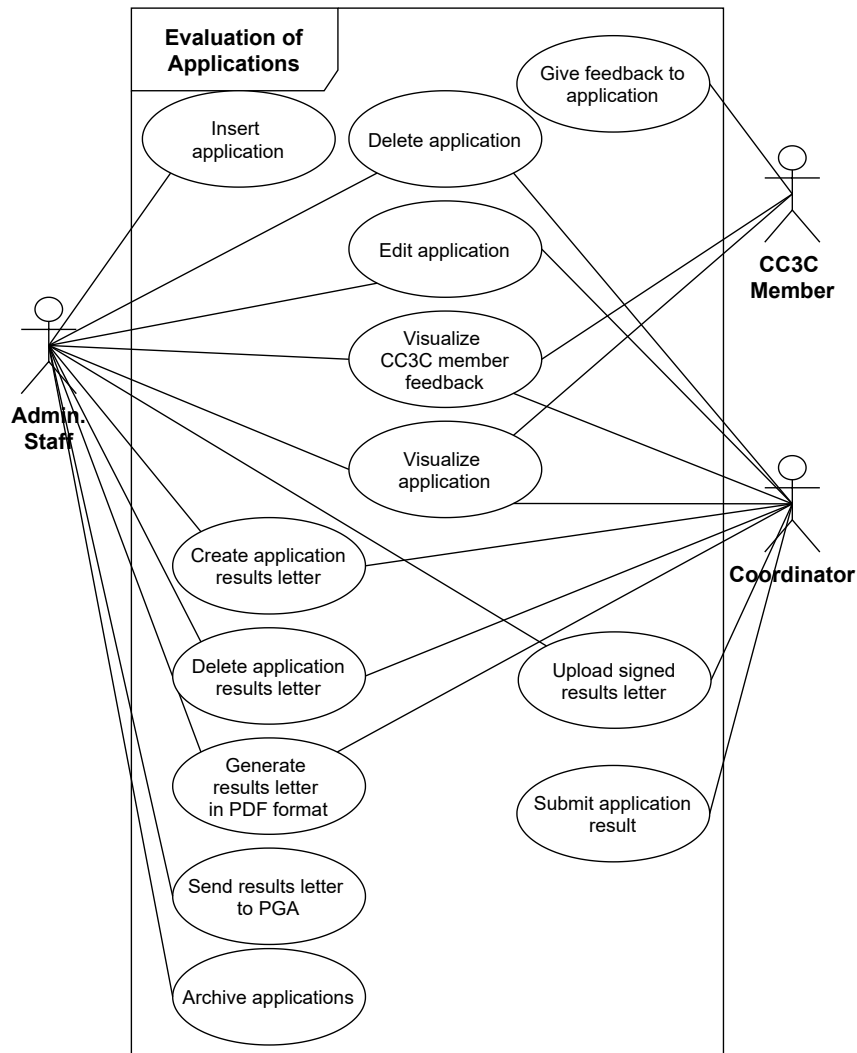 Evaluation of
Applications
Give feedback to
application
Insert
application
Delete application
Edit application
CC3C
Member
Visualize
CC3C member
feedback
Admin.
Staff
Visualize
application
Create application
results letter
Coordinator
Delete application
results letter
Upload signed
results letter
Generate
results letter
in PDF format
Submit application
result
Send results letter
to PGA
Archive applications